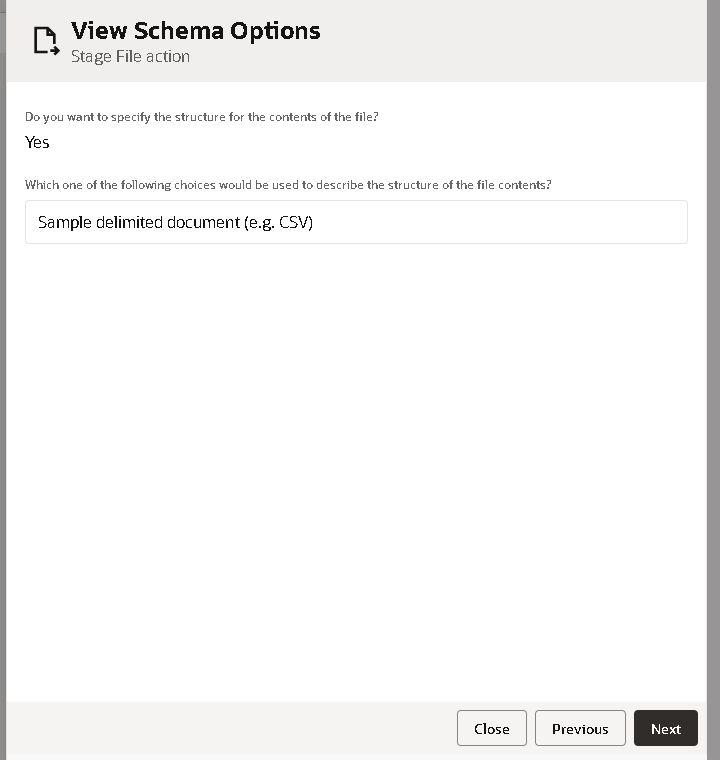 View Schema Options
Stage File action
Do you want to specify the structure for the contents of the file?
Yes
Which one of the following choices would be used to describe the structure of the file contents?
Sample delimited document (e.g. CSV)
Close
Previous
Next